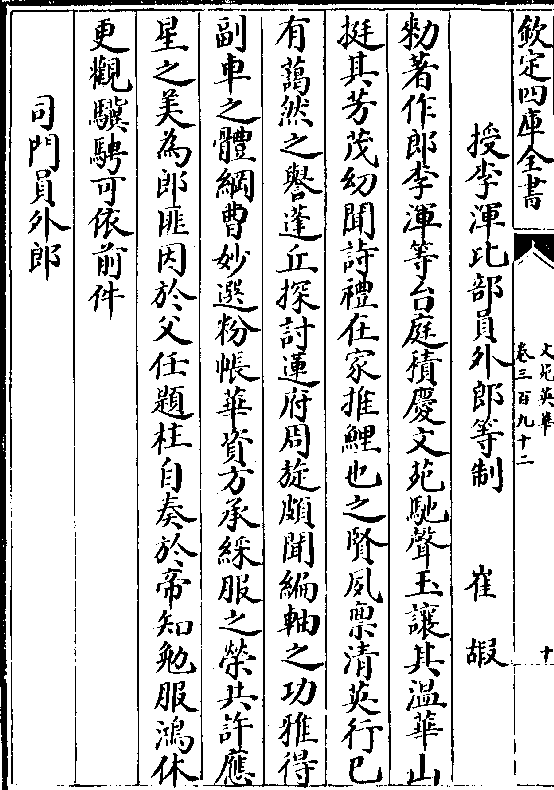 欽定四庫全書
文苑英華
卷三百九十二
十
授李渾比部員外郎等制 崔嘏
勑著作郎李渾等台庭積慶文苑馳聲玉讓其溫華山
挺其芳茂幼聞詩禮在家推鯉也之賢夙禀清英行已
有藹然之譽蓬丘探討蓮府周旋頗聞編軸之功雅得
副車之體綱曹妙選粉帳華資方承綵服之榮共許應
星之美為郎匪因於父任題柱自奏於帝知勉服鴻休
更觀驥騁可依前件
司門員外郎